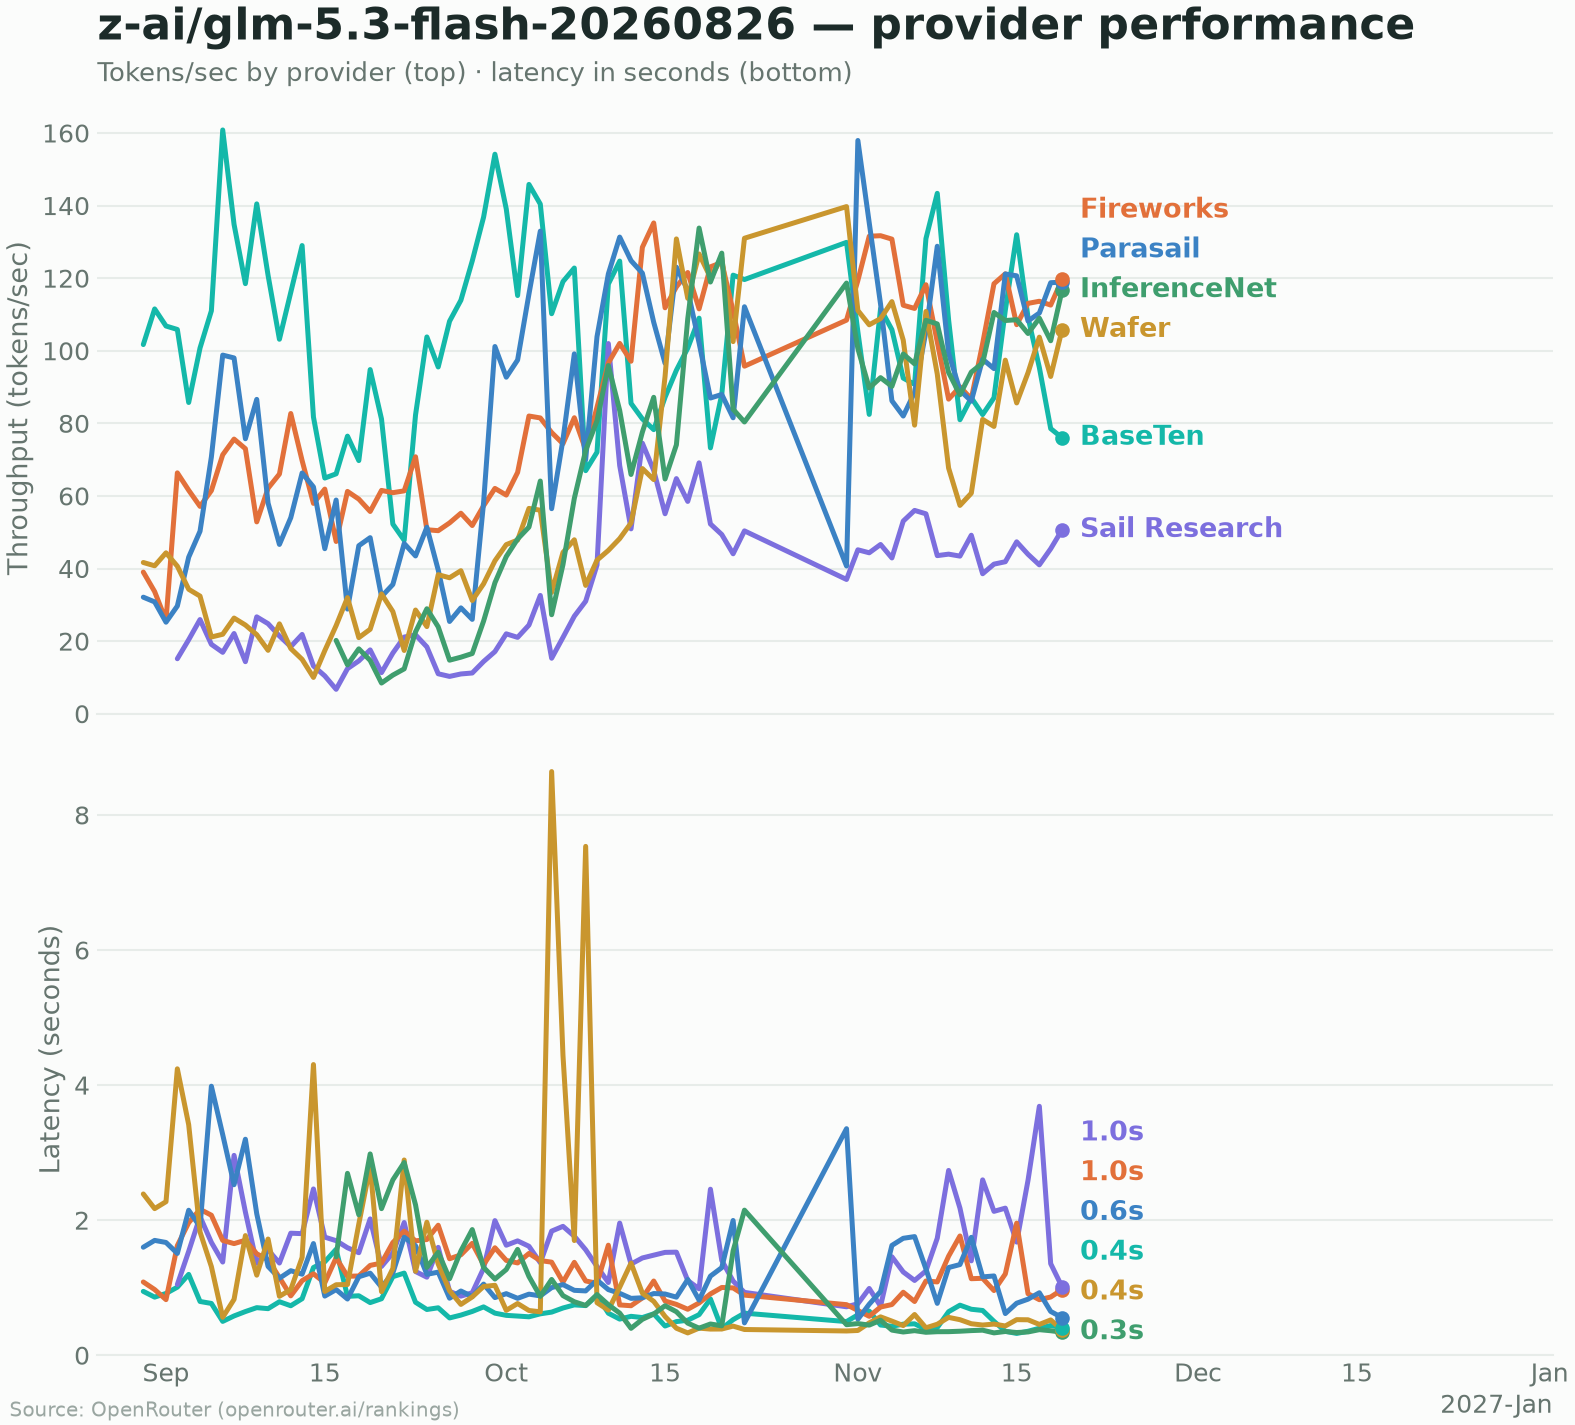 z-ai/glm-5.3-flash-20260826 — provider performance
Tokens/sec by provider (top) · latency in seconds (bottom)
Throughput (tokens/sec)
160
140
120
100
80
60
40
20
0
Fireworks
Parasail
InferenceNet
Wafer
BaseTen
Sail Research
Latency (seconds)
8
6
4
2
0
1.0s
1.0s
0.6s
0.4s
0.4s
0.3s
Sep 15 Oct 15 Nov 15 Dec 15 Jan
2027-Jan
Source: OpenRouter (openrouter.ai/rankings)